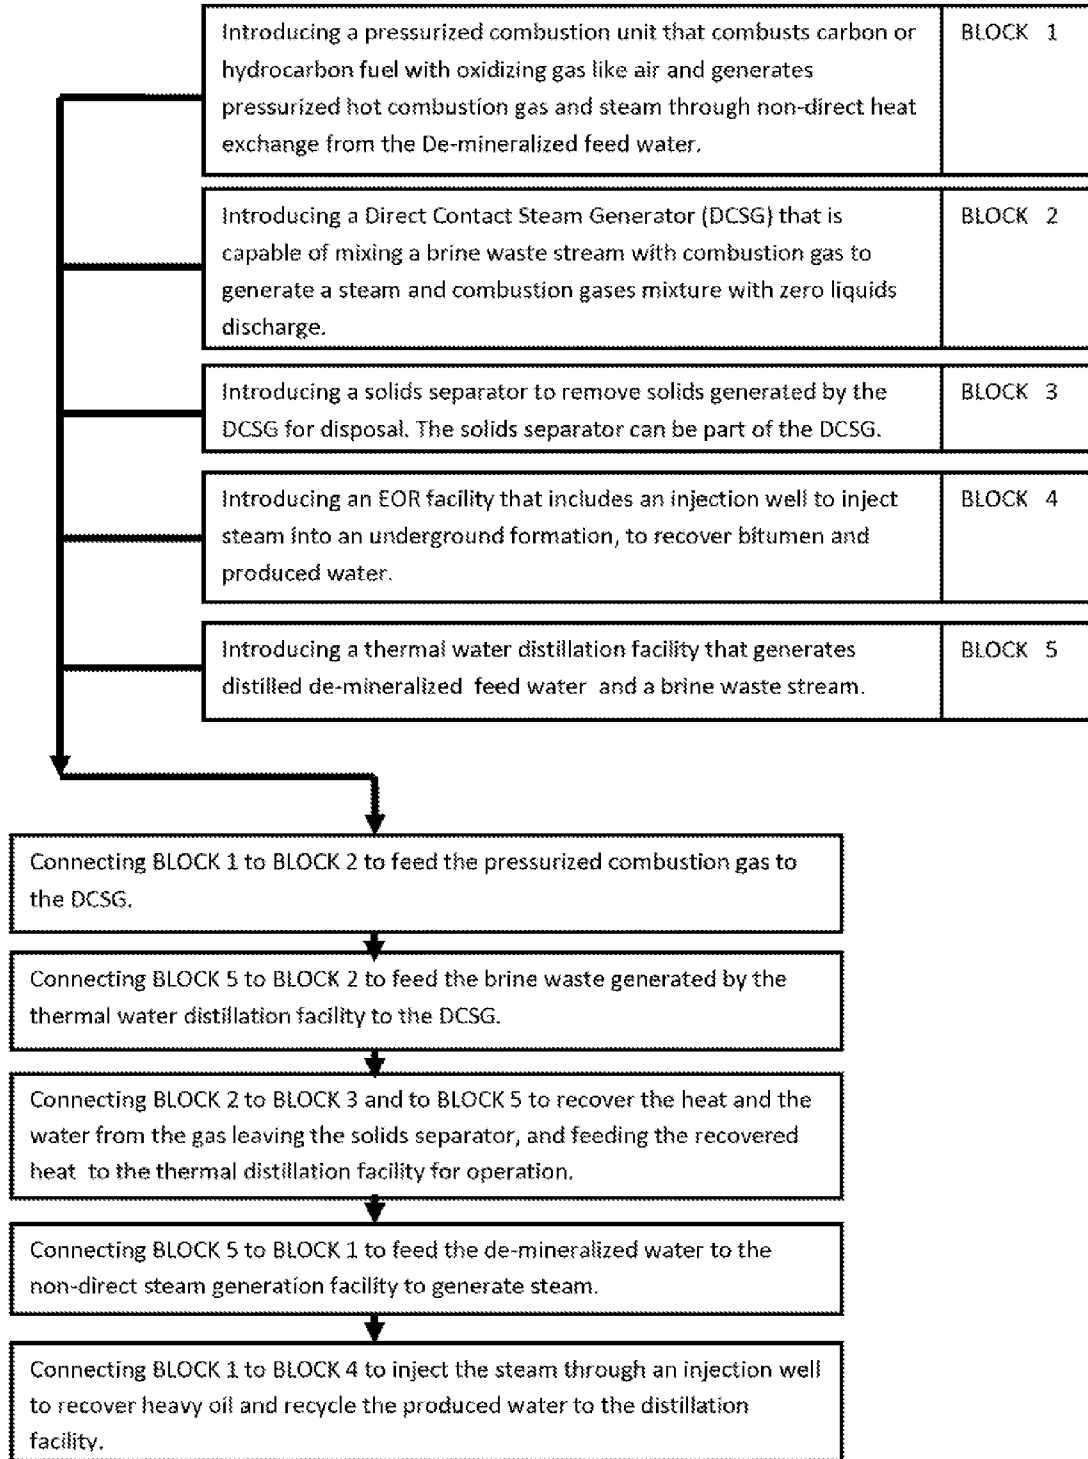 Introducing a pressurized combustion unit that combusts carbon or
hydrocarbon fuel with oxidizing gas like air and generates
pressurized hot combustion gas and steam through non-direct heat
exchange from the De-mineralized feed water.
BLOCK 1
Introducing a Direct Contact Steam Generator (DCSG) that is
capable of mixing a brine waste stream with combustion gas to
generate a steam and combustion gases mixture with zero liquids
discharge.
BLOCK 2
Introducing a solids separator to remove solids generated by the
DCSG for disposal. The solids separator can be part of the DCSG.
BLOCK 3
Introducing an EOR facility that includes an injection well to inject
steam into an underground formation, to recover bitumen and
produced water.
BLOCK 4
Introducing a thermal water distillation facility that generates
distilled de-mineralized feed water and a brine waste stream.
BLOCK 5
Connecting BLOCK 1 to BLOCK 2 to feed the pressurized combustion gas to
the DCSG.
Connecting BLOCK 5 to BLOCK 2 to feed the brine waste generated by the
thermal water distillation facility to the DCSG.
Connecting BLOCK 2 to BLOCK 3 and to BLOCK 5 to recover the heat and the
water from the gas leaving the solids separator, and feeding the recovered
heat to the thermal distillation facility for operation.
Connecting BLOCK 5 to BLOCK 1 to feed the de-mineralized water to the
non-direct steam generation facility to generate steam.
Connecting BLOCK 1 to BLOCK 4 to inject the steam through an injection well
to recover heavy oil and recycle the produced water to the distillation
facility.